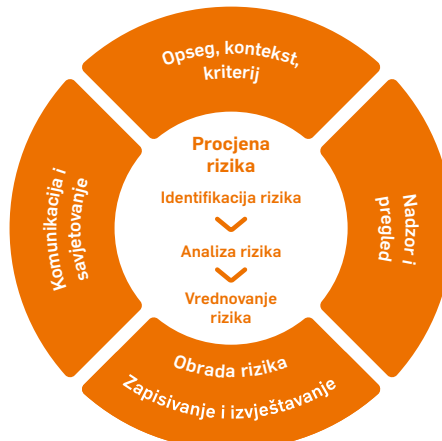 Opseg, kontekst,
kriterij
Komunikacija i
savjetovanje
Procjena
rizika
Identifikacija rizika
Analiza rizika
Vrednovanje
rizika
Nadzor i
pregled
Obrada rizika
Zapisivanje i izvještavanje